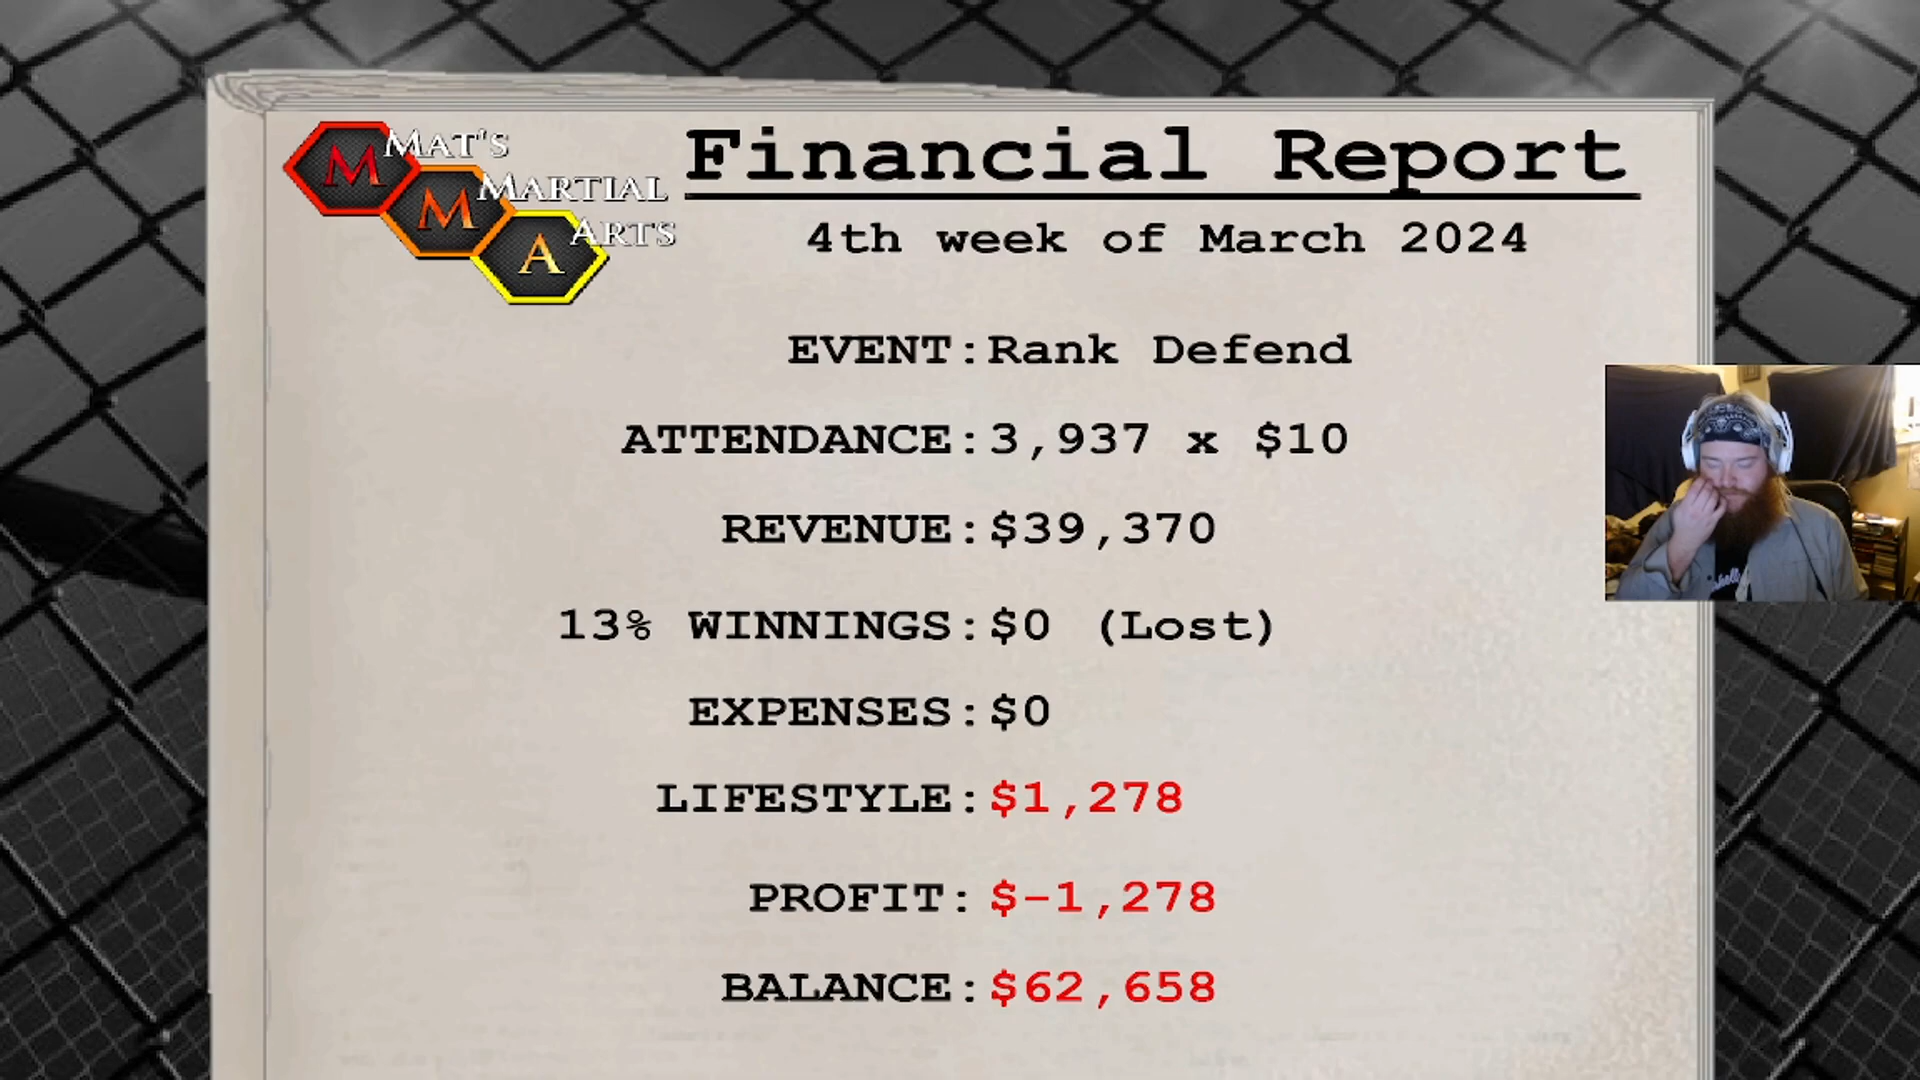 M MAT'S
M MARTIAL
A ARTS
Financial Report
4th week of March 2024
EVENT: Rank Defend
ATTENDANCE: 3,937 x $10
REVENUE: $39,370
13% WINNINGS: $0 (Lost)
EXPENSES: $0
LIFESTYLE: $1,278
PROFIT: $-1,278
BALANCE: $62,658